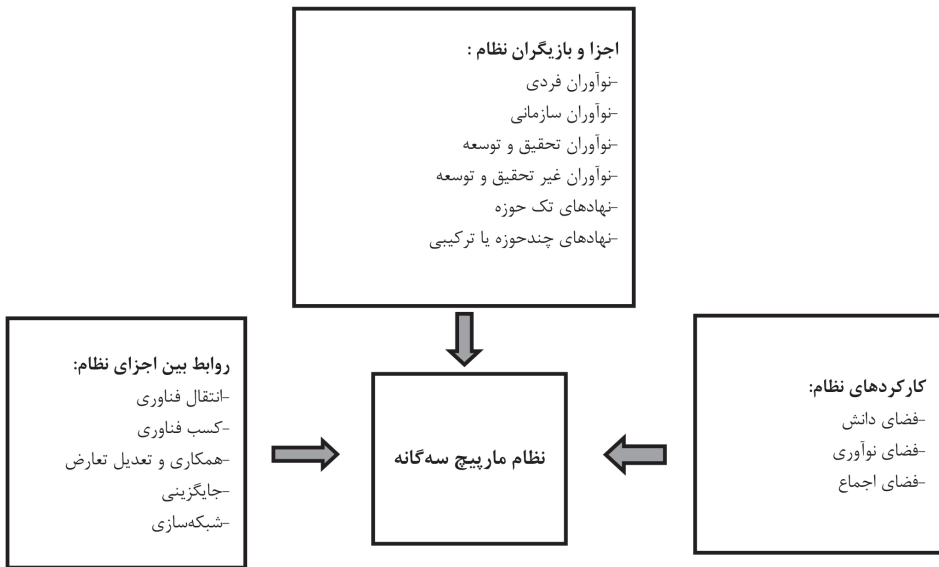 اجزا و بازیگران نظام :
-نوآوران فردی
-نوآوران سازمانی
-نوآوران تحقیق و توسعه
-نوآوران غیر تحقیق و توسعه
-نهادهای تک حوزه
-نهادهای چندحوزه یا ترکیبی
کارکردهای نظام:
-فضای دانش
-فضای نوآوری
-فضای اجماع
نظام مارپیچ سه‌گانه
روابط بین اجزای نظام:
-انتقال فناوری
-کسب فناوری
-همکاری و تعدیل تعارض
-جایگزینی
-شبکه‌سازی